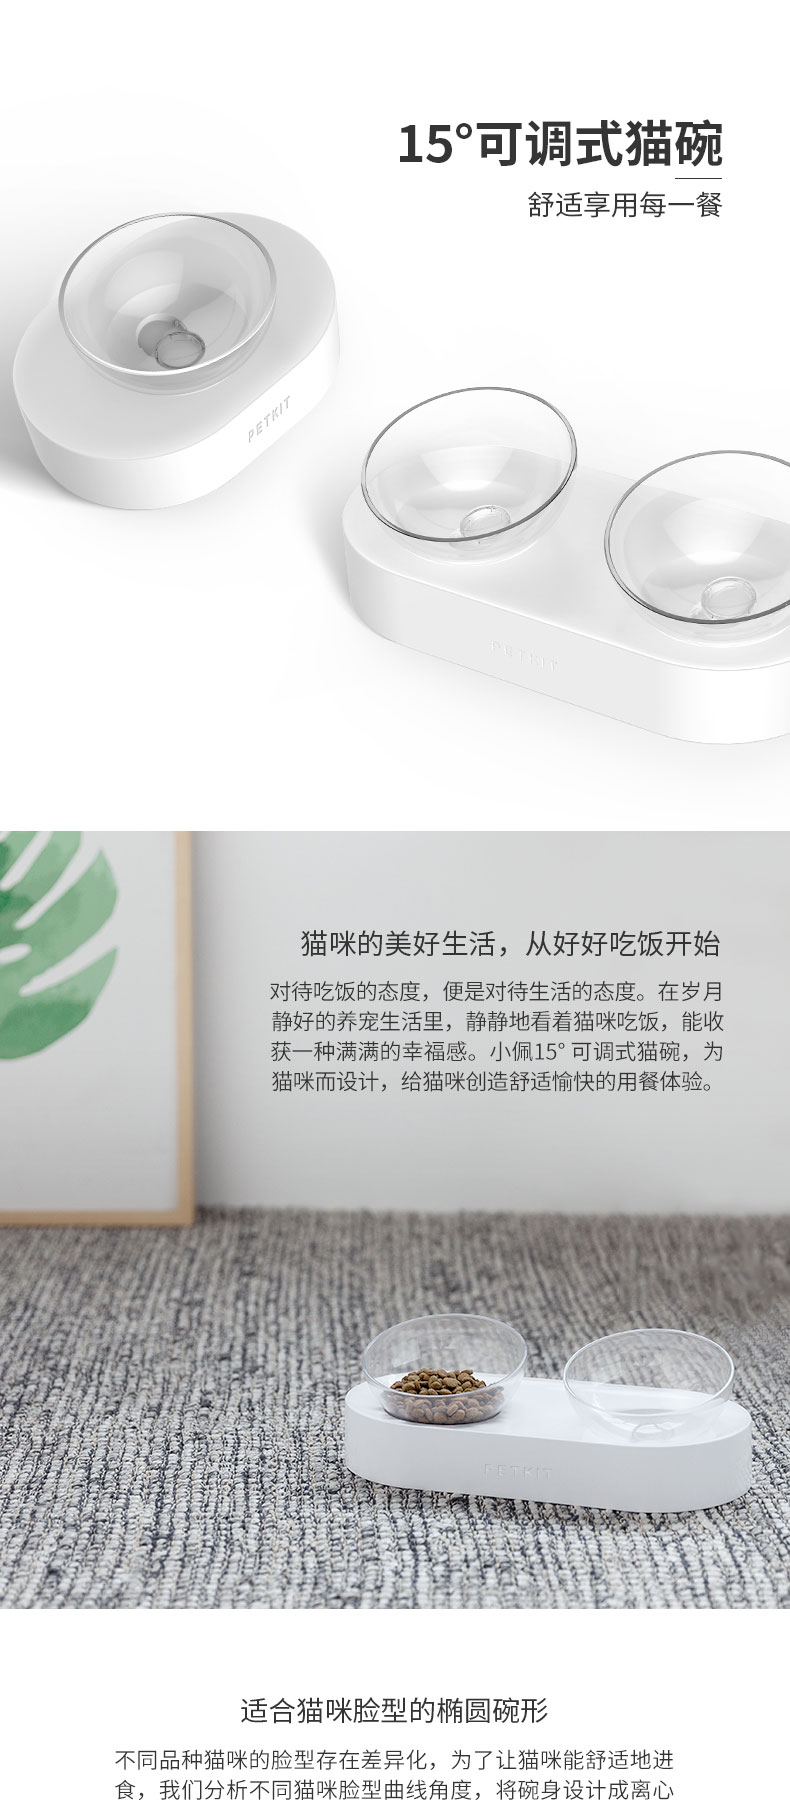 15°可调式猫碗
舒适享用每一餐
PETKIT
PETKIT
猫咪的美好生活，从好好吃饭开始
对待吃饭的态度，便是对待生活的态度。在岁月
静好的养宠生活里，静静地看着猫咪吃饭，能收
获一种满满的幸福感。小佩15° 可调式猫碗，为
猫咪而设计，给猫咪创造舒适愉快的用餐体验。
PETKIT
适合猫咪脸型的椭圆碗形
不同品种猫咪的脸型存在差异化，为了让猫咪能舒适地进
食，我们分析不同猫咪脸型曲线角度，将碗身设计成离心